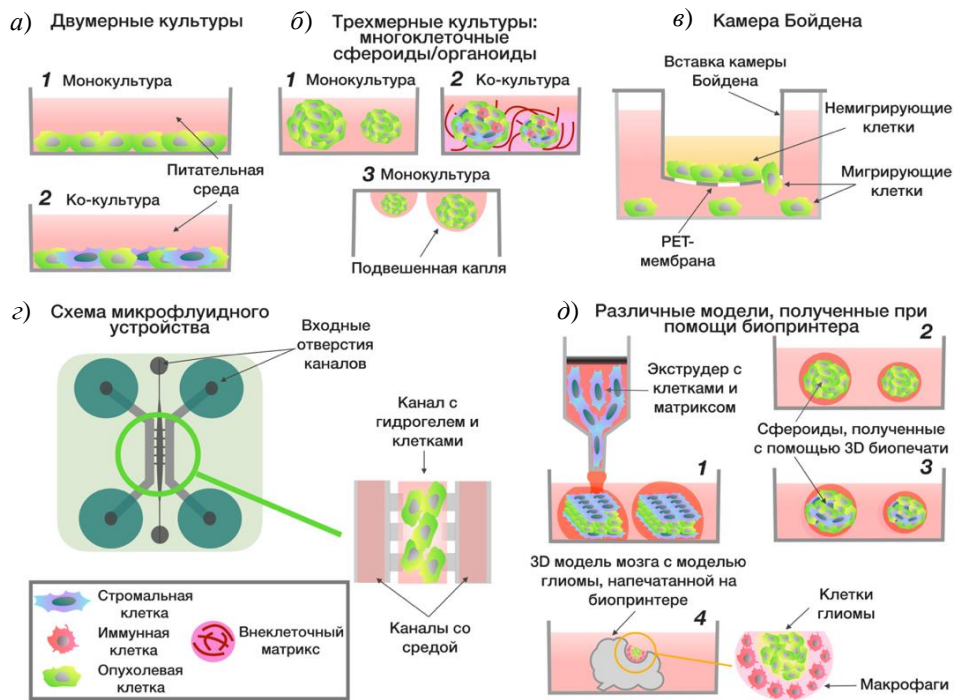 а) Двумерные культуры
1 Монокультура
Питательная
среда
2 Ко-культура
б) Трехмерные культуры:
многоклеточные
сфероиды/органоиды
1 Монокультура
2 Ко-культура
3 Монокультура
Подвешенная капля
в) Камера Бойдена
Вставка камеры
Бойдена
Немигрирующие
клетки
Мигрирующие
клетки
PET-
мембрана
г) Схема микрофлуидного
устройства
Входные
отверстия
каналов
Канал с
гидрогелем и
клетками
Каналы со
средой
Стромальная
клетка
Иммунная
клетка
Опухолевая
клетка
Внеклеточный
матрикс
д) Различные модели, полученные при
помощи биопринтера
Экструдер с
клетками и
матриксом
1
2
Сфероиды, полученные
с помощью 3D биопечати
3
3D модель мозга с моделью
глиомы, напечатанной на
биопринтере
4
Клетки
глиомы
Макрофаги